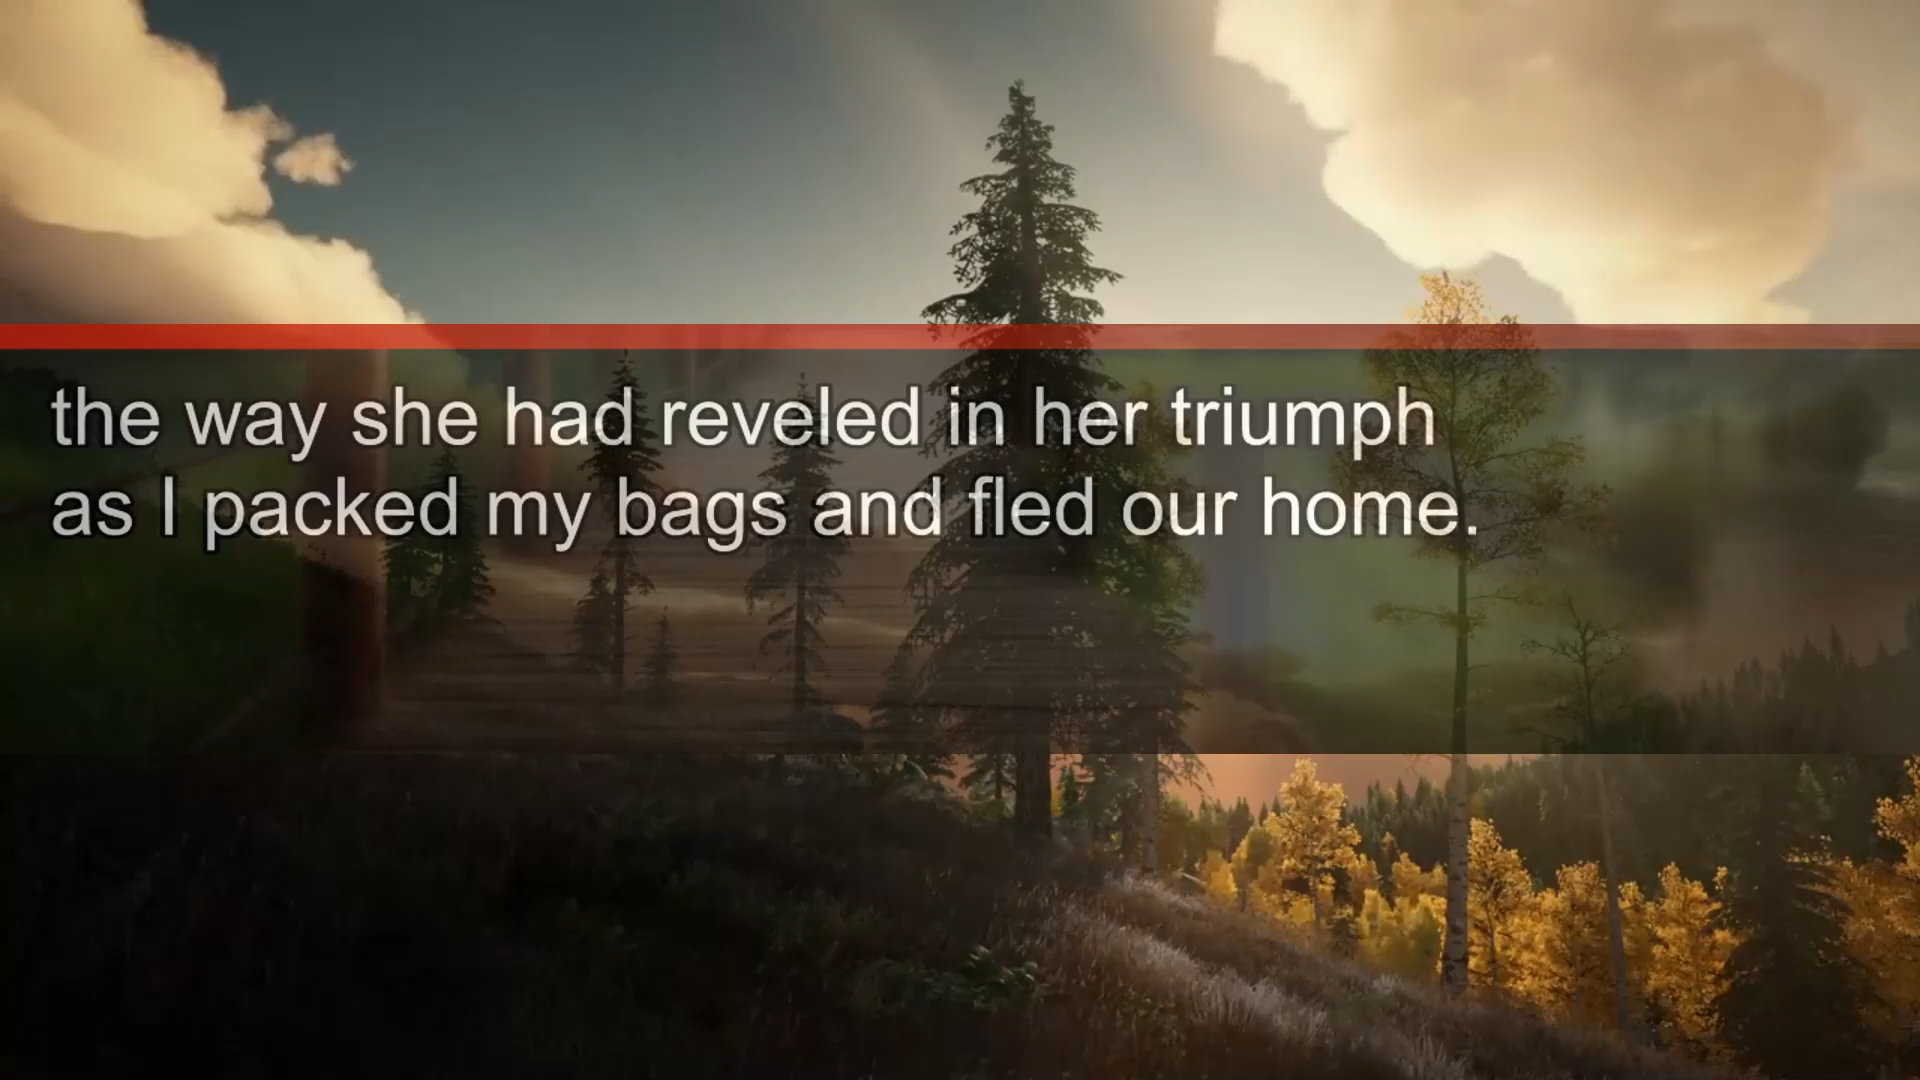 the way she had reveled in her triumph
as I packed my bags and fled our home.